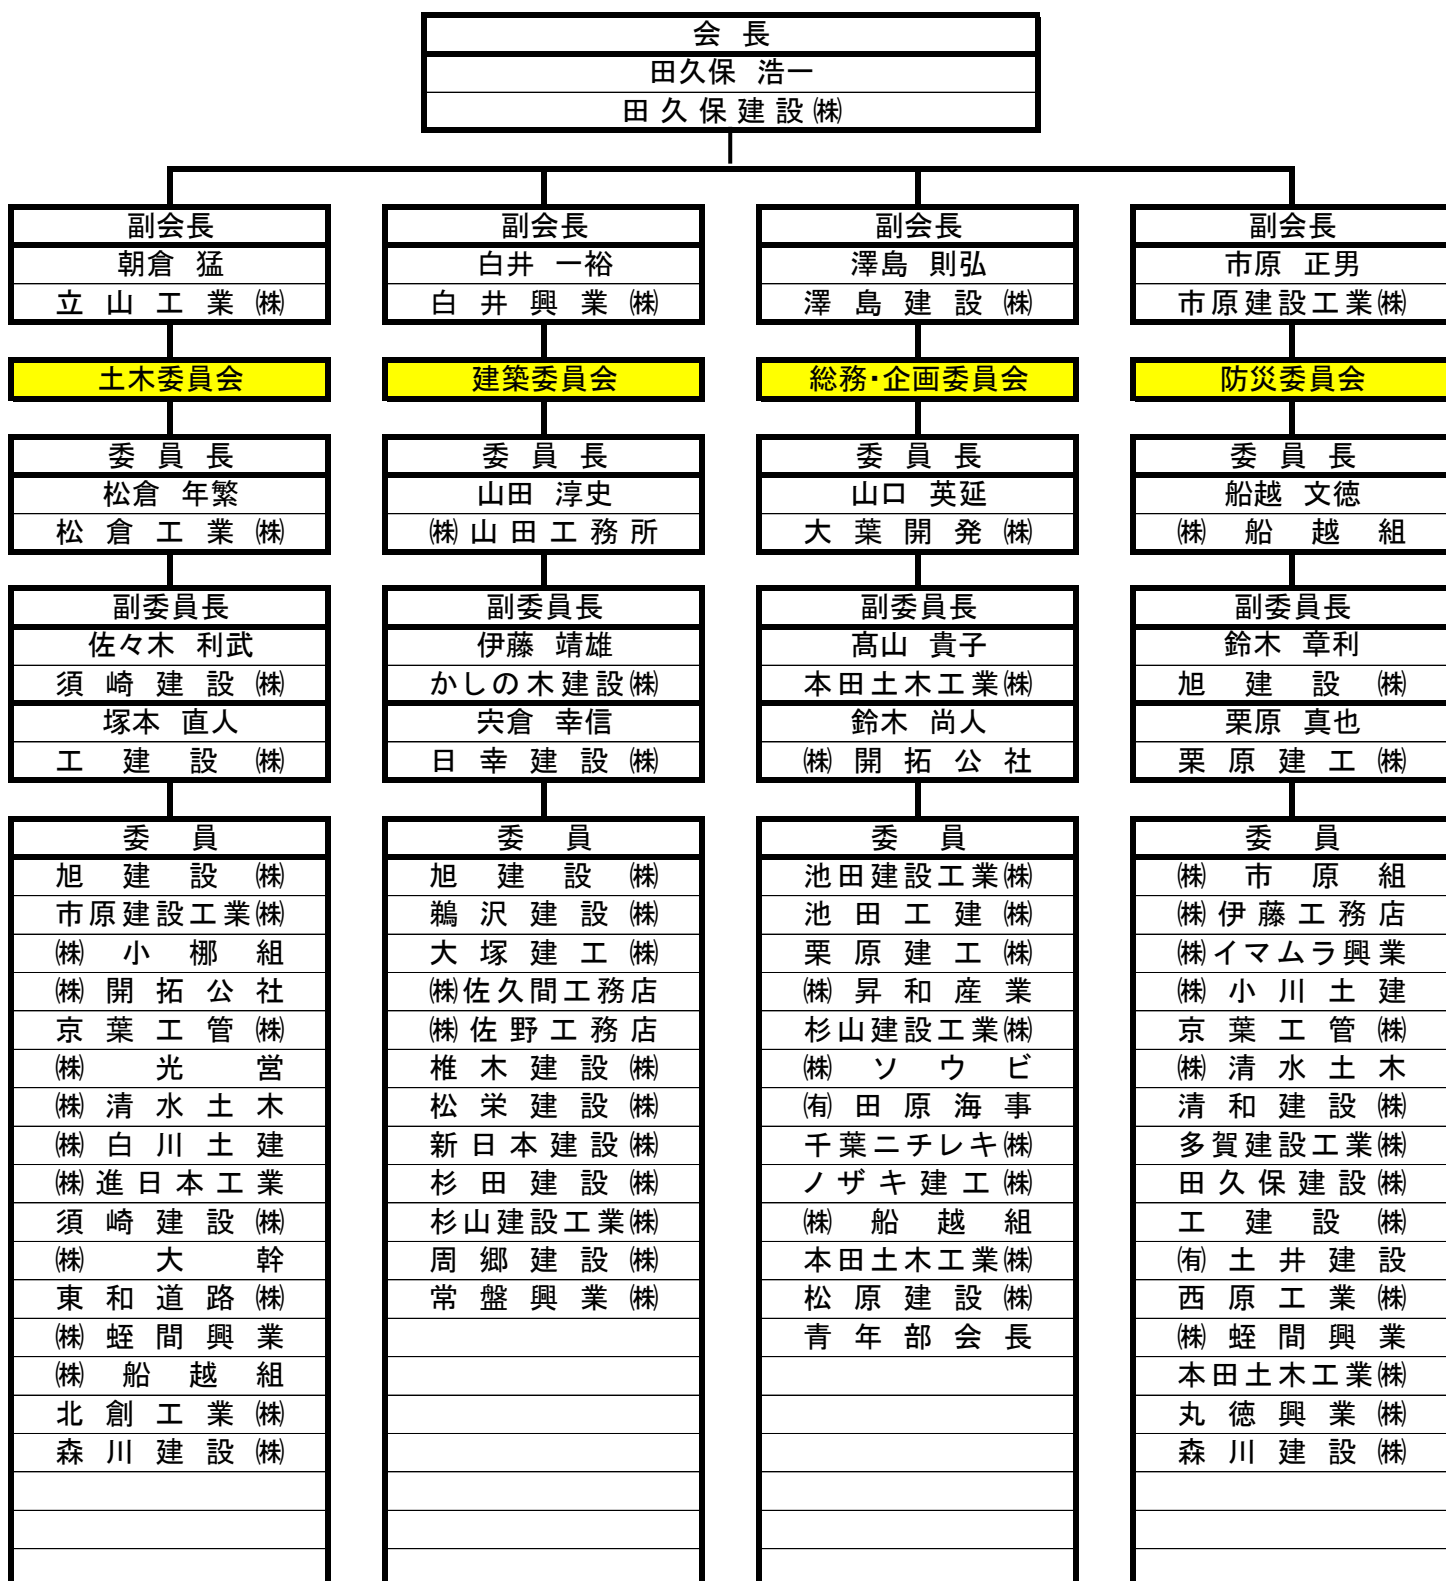 会長
田久保 浩一
田久保建設㈱
副会長
朝倉 猛
立山工業㈱
土木委員会
委員長
松倉 年繁
松倉工業㈱
副委員長
佐々木 利武
須崎建設㈱
塚本 直人
工建設㈱
委員
旭建設㈱
市原建設工業㈱
㈱小梛組
㈱開拓公社
京葉工管㈱
㈱光営
㈱清水土木
㈱白川土建
㈱進日本工業
須崎建設㈱
㈱大幹
東和道路㈱
㈱蛭間興業
㈱船越組
北創工業㈱
森川建設㈱
副会長
白井 一裕
白井興業㈱
建築委員会
委員長
山田 淳史
㈱山田工務所
副委員長
伊藤 靖雄
かしの木建設㈱
宍倉 幸信
日幸建設㈱
委員
旭建設㈱
鵜沢建設㈱
大塚建工㈱
㈱佐久間工務店
㈱佐野工務店
椎木建設㈱
松栄建設㈱
新日本建設㈱
杉田建設㈱
杉山建設工業㈱
周郷建設㈱
常盤興業㈱
副会長
澤島 則弘
澤島建設㈱
総務・企画委員会
委員長
山口 英延
大葉開発㈱
副委員長
髙山 貴子
本田土木工業㈱
鈴木 尚人
㈱開拓公社
委員
池田建設工業㈱
池田工建㈱
栗原建工㈱
㈱昇和産業
杉山建設工業㈱
㈱ソウビ
㈲田原海事
千葉ニチレキ㈱
ノザキ建工㈱
㈱船越組
本田土木工業㈱
松原建設㈱
青年部会長
副会長
市原 正男
市原建設工業㈱
防災委員会
委員長
船越 文徳
㈱船越組
副委員長
鈴木 章利
旭建設㈱
栗原 真也
栗原建工㈱
委員
㈱市原組
㈱伊藤工務店
㈱イマムラ興業
㈱小川土建
京葉工管㈱
㈱清水土木
清和建設㈱
多賀建設工業㈱
田久保建設㈱
工建設㈱
㈲土井建設
西原工業㈱
㈱蛭間興業
本田土木工業㈱
丸徳興業㈱
森川建設㈱